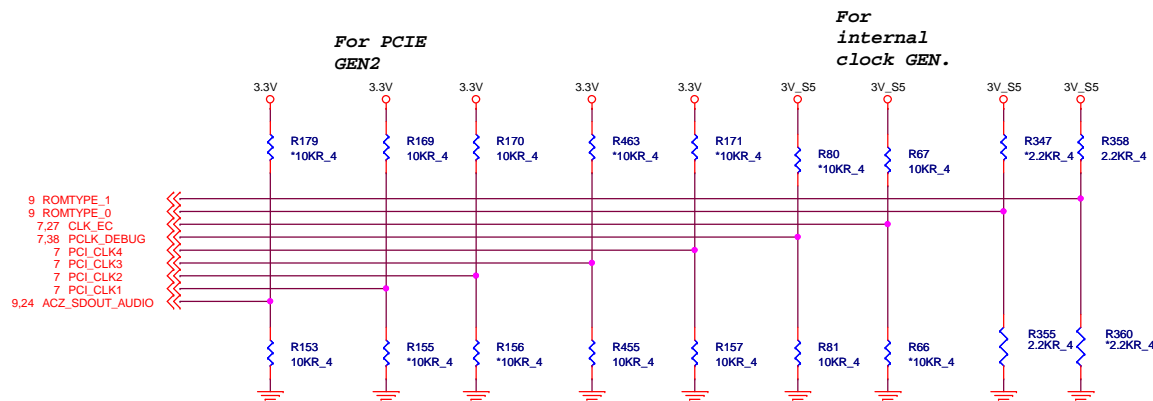 For PCIE
GEN2
For
internal
clock GEN.
3.3V 3.3V 3.3V 3.3V 3.3V 3V_S5 3V_S5 3V_S5 3V_S5
R179
*10KR_4
R169
10KR_4
R170
10KR_4
R463
*10KR_4
R171
*10KR_4
R80
*10KR_4
R67
10KR_4
R347
*2.2KR_4
R358
2.2KR_4
9 ROMTYPE_1
9 ROMTYPE_0
7,27 CLK_EC
7,38 PCLK_DEBUG
7 PCI_CLK4
7 PCI_CLK3
7 PCI_CLK2
7 PCI_CLK1
9,24 ACZ_SDOUT_AUDIO
R153
10KR_4
R155
*10KR_4
R156
*10KR_4
R455
10KR_4
R157
10KR_4
R81
10KR_4
R66
*10KR_4
R355
2.2KR_4
R360
*2.2KR_4